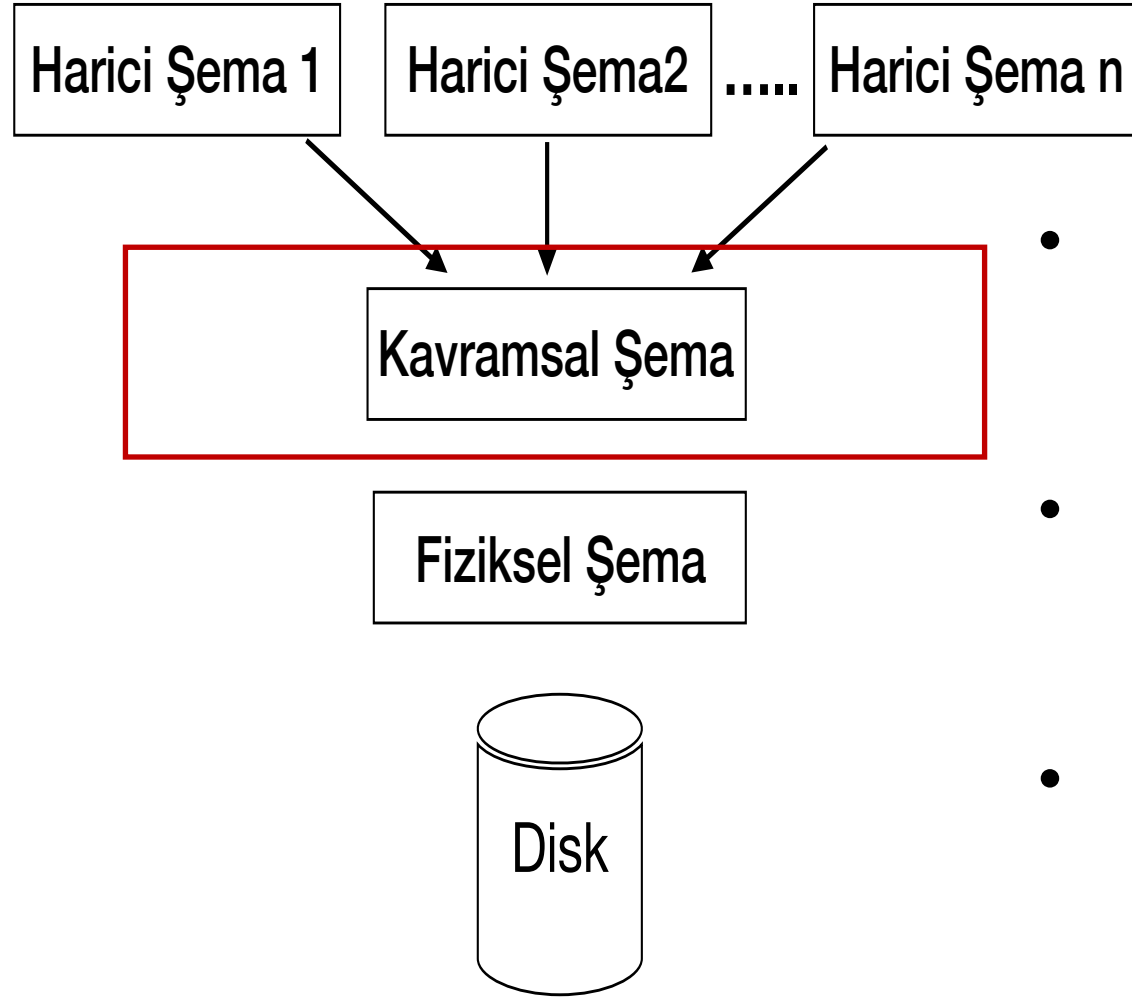 Harici Şema 1 Harici Şema2 ..... Harici Şema n
Kavramsal Şema
Fiziksel Şema
Disk